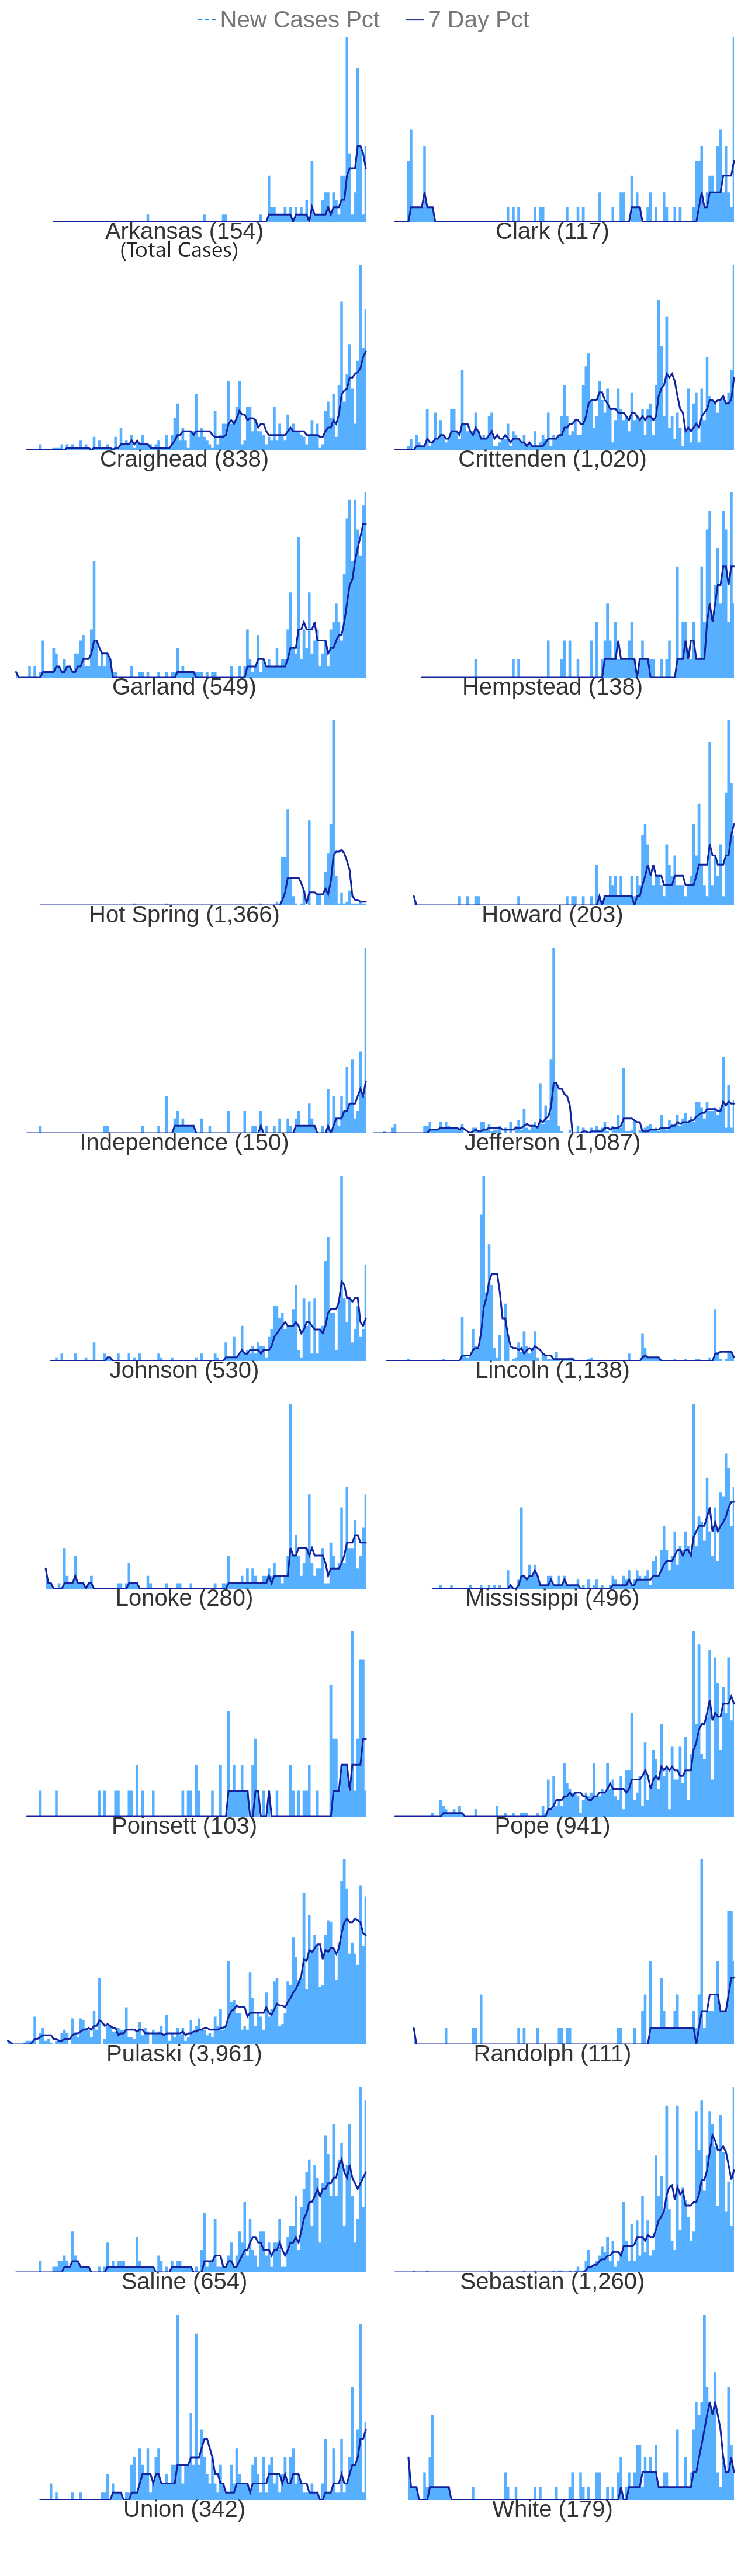 New Cases Pct 7 Day Pct
Arkansas (154) Clark (117)
(Total Cases)
Craighead (838) Crittenden (1,020)
Garland (549) Hempstead (138)
Hot Spring (1,366) Howard (203)
Independence (150) Jefferson (1,087)
Johnson (530) Lincoln (1,138)
Lonoke (280) Mississippi (496)
Poinsett (103) Pope (941)
Pulaski (3,961) Randolph (111)
Saline (654) Sebastian (1,260)
Union (342) White (179)